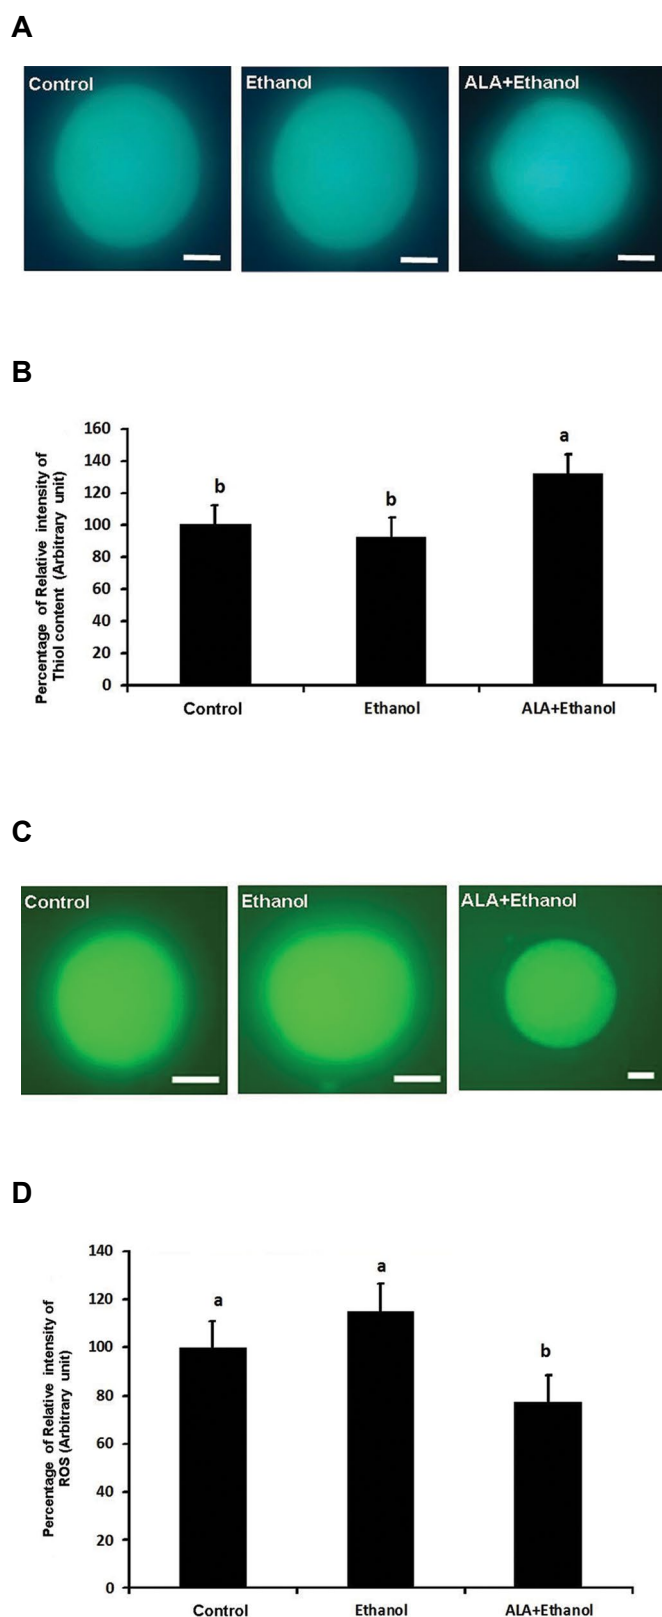 A
Control
Ethanol
ALA+Ethanol
B
Percentage of Relative intensity of
Thiol content (Arbitrary unit)
160
140
120
100
80
60
40
20
0
b
b
a
Control
Ethanol
ALA+Ethanol
C
Control
Ethanol
ALA+Ethanol
D
Percentage of Relative intensity of
ROS (Arbitrary unit)
140
120
100
80
60
40
20
0
a
a
b
Control
Ethanol
ALA+Ethanol